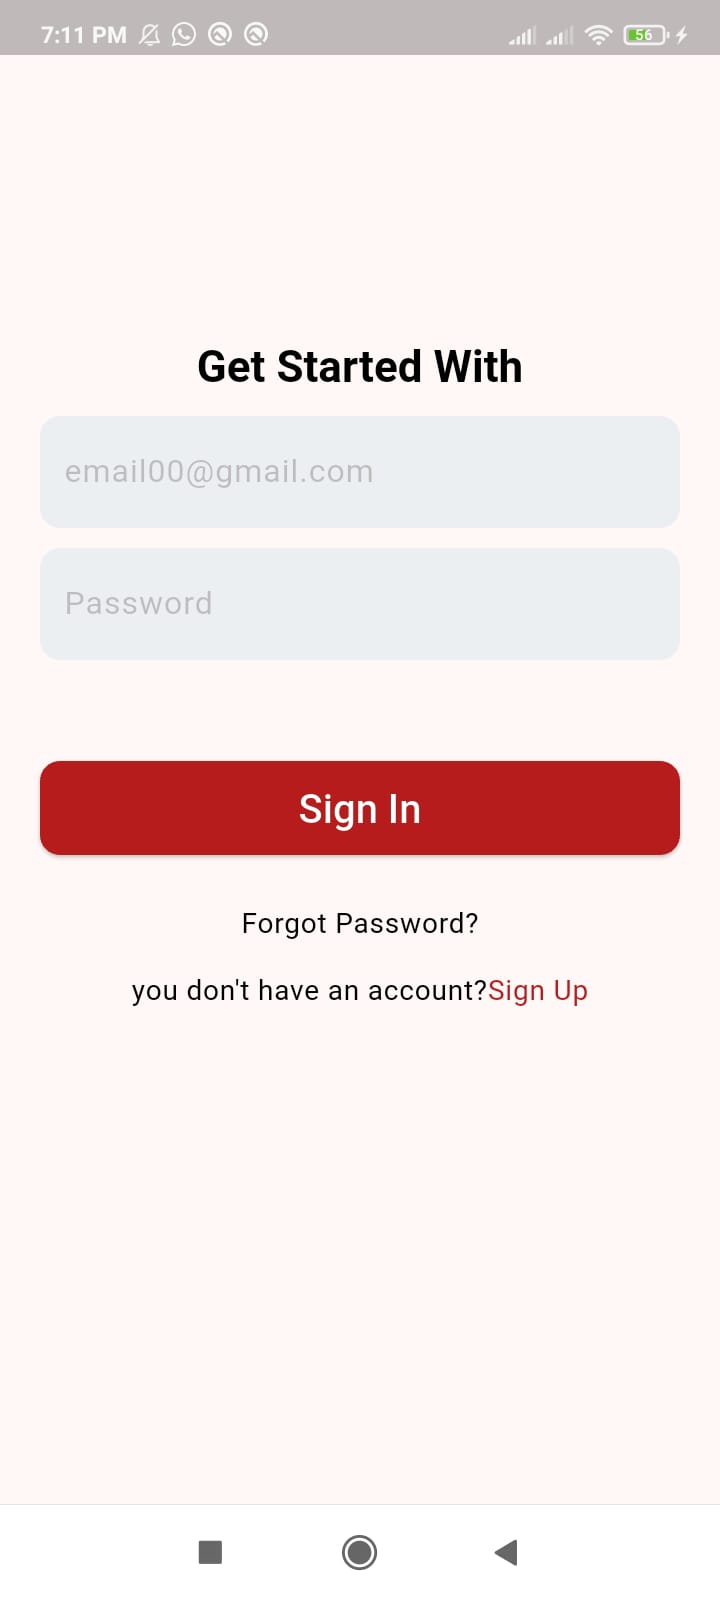 7:11 PM
56
Get Started With
email00@gmail.com
Password
Sign In
Forgot Password?
you don't have an account?Sign Up